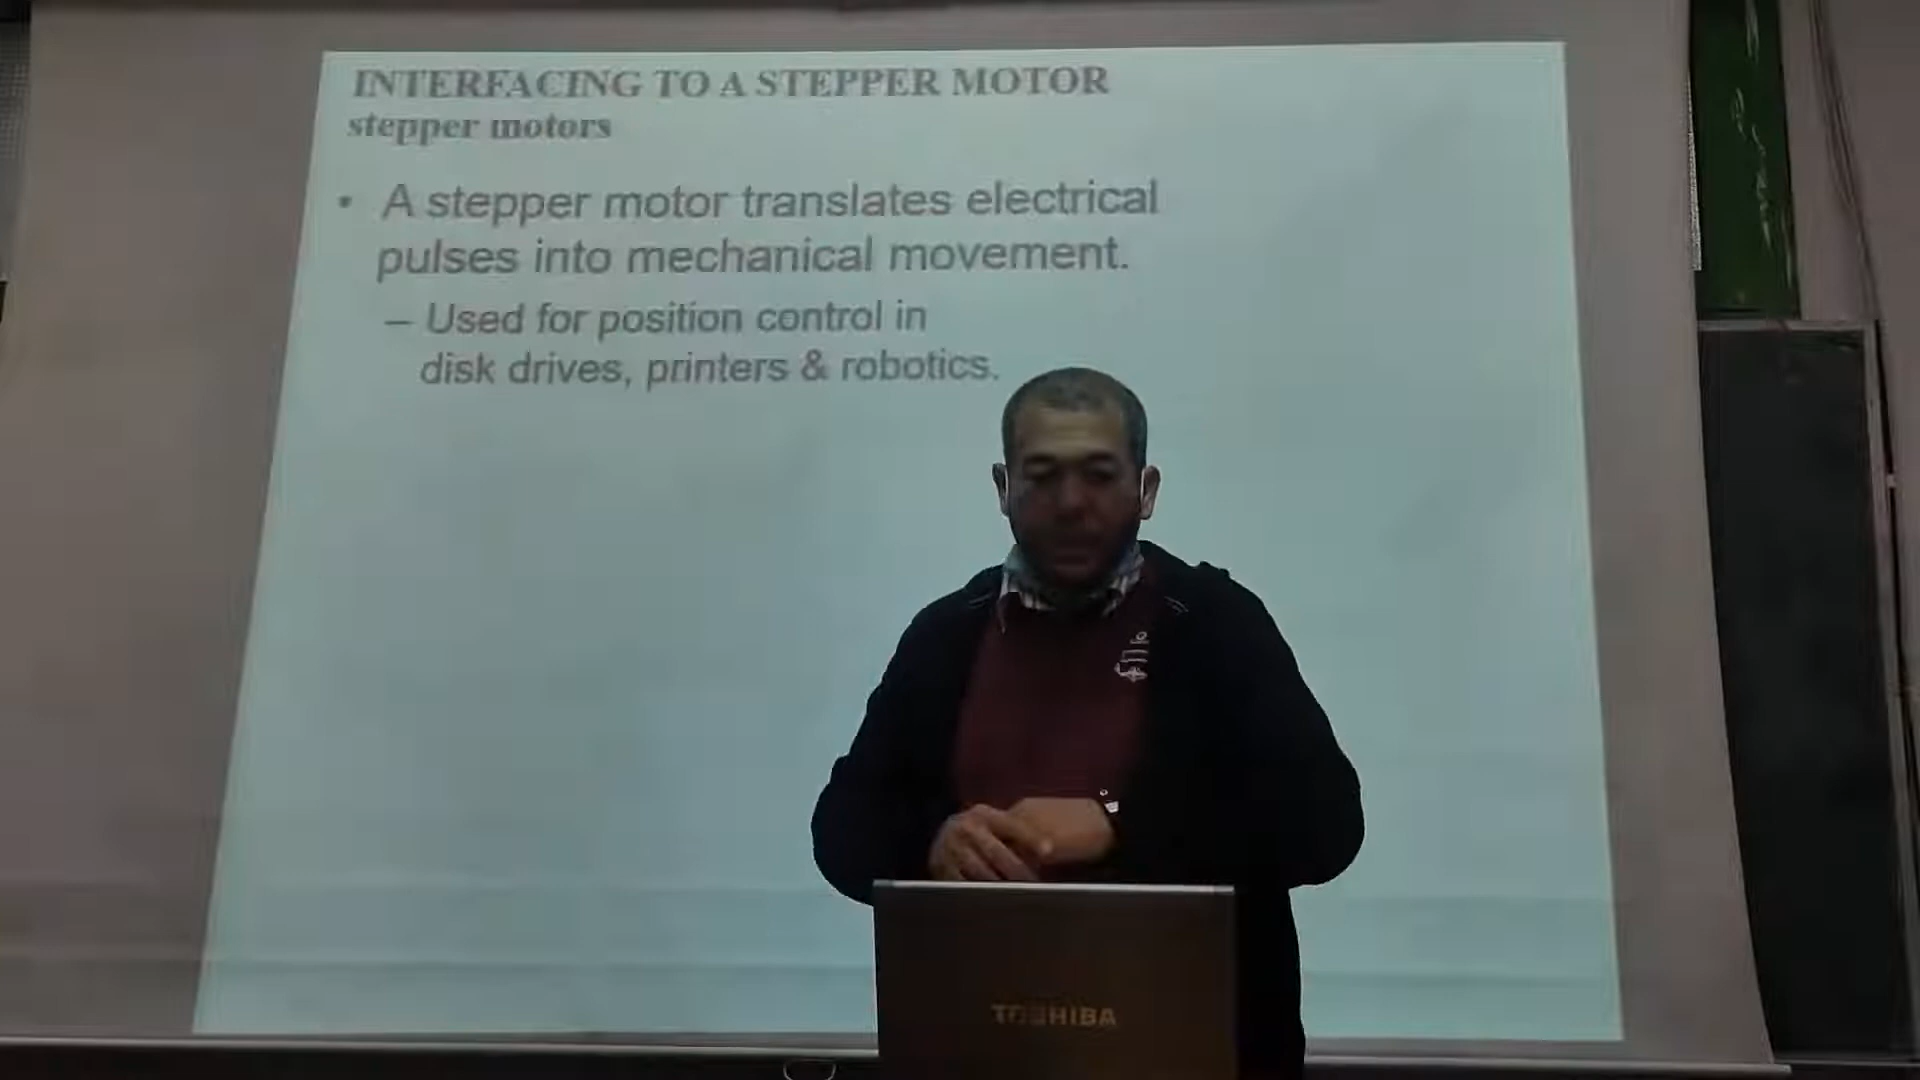 INTERFACING TO A STEPPER MOTOR
stepper motors
• A stepper motor translates electrical
pulses into mechanical movement.
– Used for position control in
disk drives, printers & robotics.
TOSHIBA